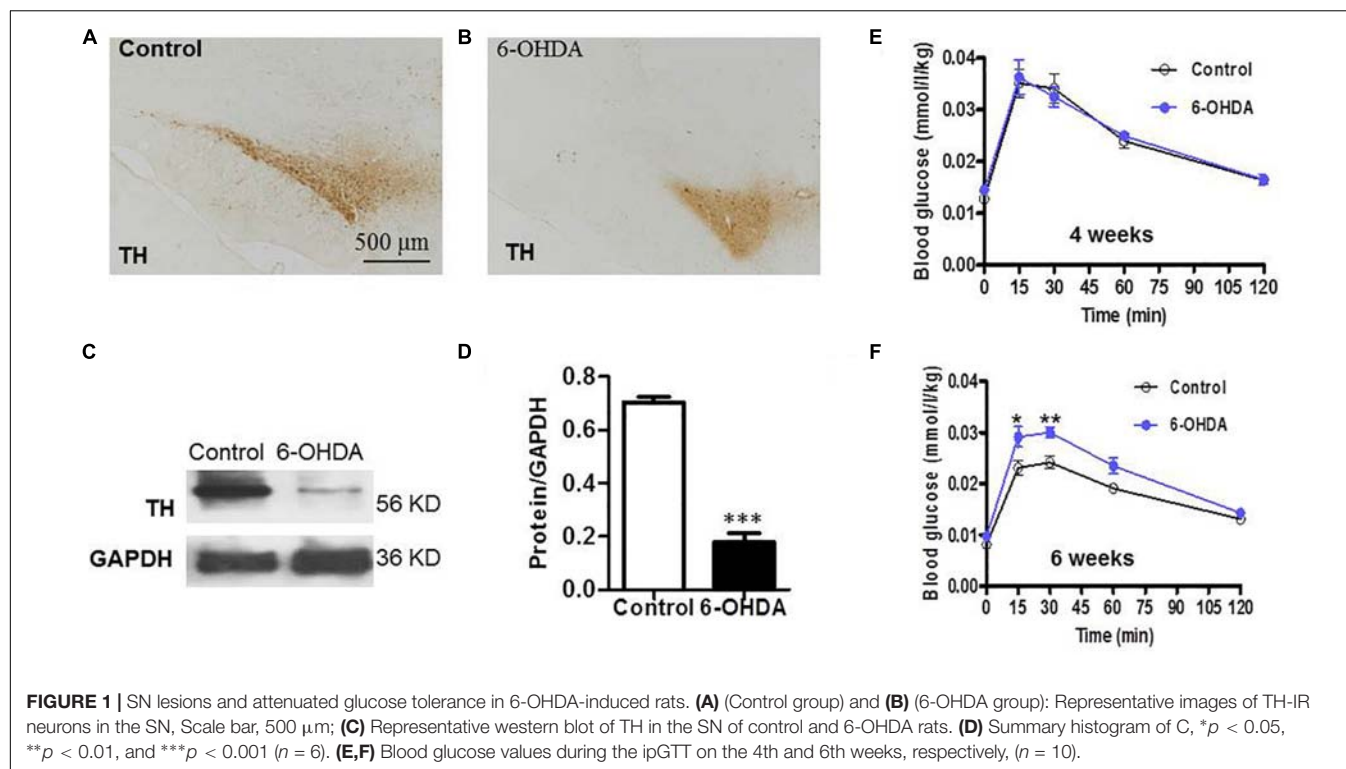 A
Control
TH
500 μm
B
6-OHDA
TH
C
Control 6-OHDA
TH
56 KD
GAPDH
36 KD
D
Protein/GAPDH
0.8
0.6
0.4
0.2
0.0
***
Control 6-OHDA
E
Blood glucose (mmol/l/kg)
0.04
0.03
0.02
0.01
0.00
Control
6-OHDA
4 weeks
0 15 30 45 60 75 90 105 120
Time (min)
F
Blood glucose (mmol/l/kg)
0.04
0.03
0.02
0.01
0.00
Control
6-OHDA
* **
6 weeks
0 15 30 45 60 75 90 105 120
Time (min)
FIGURE 1 | SN lesions and attenuated glucose tolerance in 6-OHDA-induced rats. (A) (Control group) and (B) (6-OHDA group): Representative images of TH-IR
neurons in the SN, Scale bar, 500 μm; (C) Representative western blot of TH in the SN of control and 6-OHDA rats. (D) Summary histogram of C, *p < 0.05,
**p < 0.01, and ***p < 0.001 (n = 6). (E,F) Blood glucose values during the ipGTT on the 4th and 6th weeks, respectively, (n = 10).